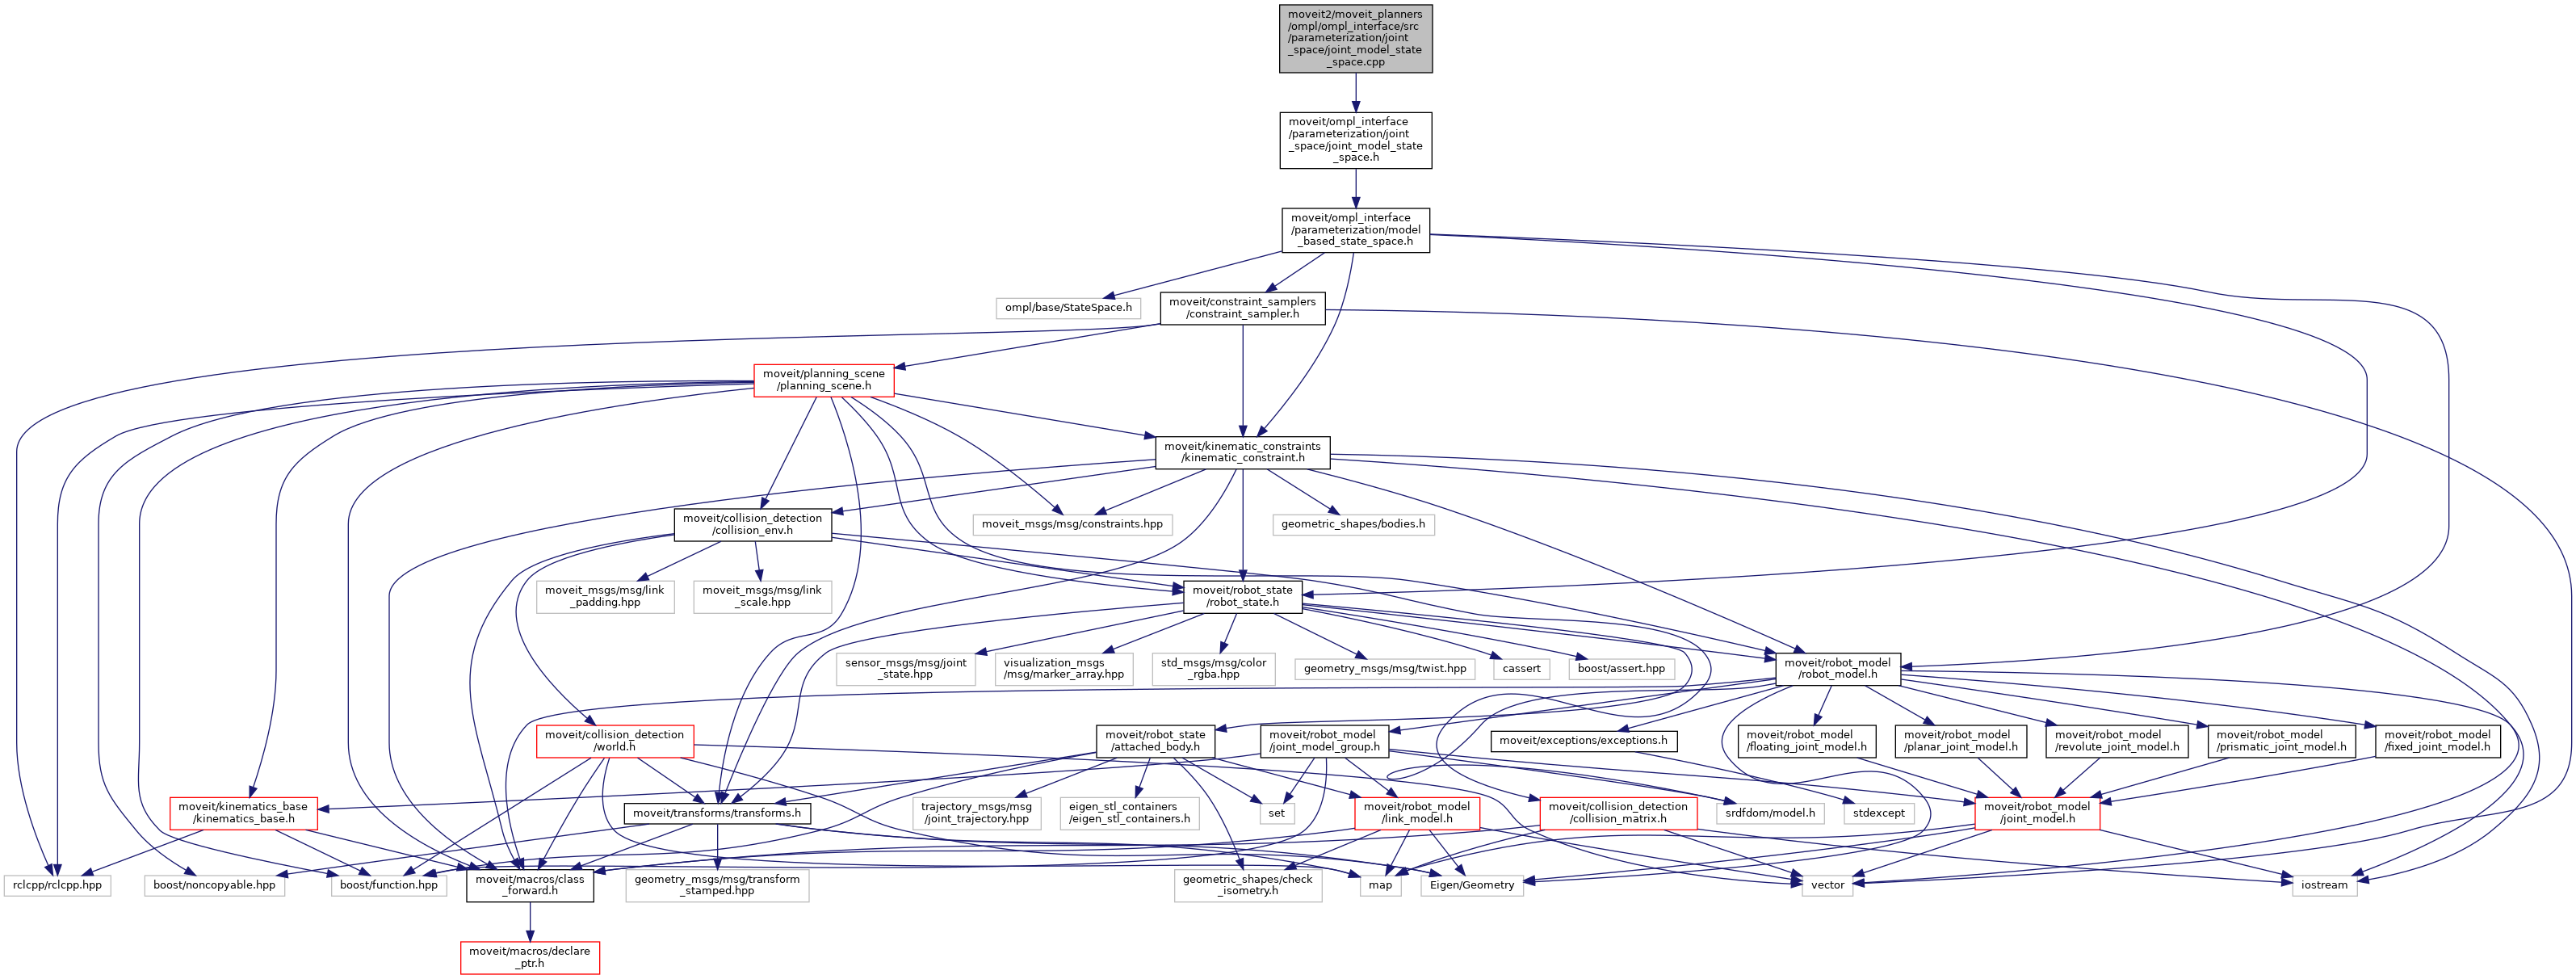 moveit2/moveit_planners
/ompl/ompl_interface/src
/parameterization/joint
_space/joint_model_state
_space.cpp
moveit/ompl_interface
/parameterization/joint
_space/joint_model_state
_space.h
moveit/ompl_interface
/parameterization/model
_based_state_space.h
ompl/base/StateSpace.h
moveit/constraint_samplers
/constraint_sampler.h
moveit/planning_scene
/planning_scene.h
moveit/kinematic_constraints
/kinematic_constraint.h
moveit/collision_detection
/collision_env.h
moveit_msgs/msg/constraints.hpp
geometric_shapes/bodies.h
moveit_msgs/msg/link
_padding.hpp
moveit_msgs/msg/link
_scale.hpp
moveit/robot_state
/robot_state.h
sensor_msgs/msg/joint
_state.hpp
visualization_msgs
/msg/marker_array.hpp
std_msgs/msg/color
_rgba.hpp
geometry_msgs/msg/twist.hpp
cassert
boost/assert.hpp
moveit/robot_model
/robot_model.h
moveit/collision_detection
/world.h
moveit/robot_state
/attached_body.h
moveit/robot_model
/joint_model_group.h
moveit/exceptions/exceptions.h
moveit/robot_model
/floating_joint_model.h
moveit/robot_model
/planar_joint_model.h
moveit/robot_model
/revolute_joint_model.h
moveit/robot_model
/prismatic_joint_model.h
moveit/robot_model
/fixed_joint_model.h
moveit/kinematics_base
/kinematics_base.h
moveit/transforms/transforms.h
trajectory_msgs/msg
/joint_trajectory.hpp
eigen_stl_containers
/eigen_stl_containers.h
set
moveit/robot_model
/link_model.h
moveit/collision_detection
/collision_matrix.h
srdfdom/model.h
stdexcept
moveit/robot_model
/joint_model.h
rclcpp/rclcpp.hpp
boost/noncopyable.hpp
boost/function.hpp
moveit/macros/class
_forward.h
geometry_msgs/msg/transform
_stamped.hpp
geometric_shapes/check
_isometry.h
map
Eigen/Geometry
vector
iostream
moveit/macros/declare
_ptr.h